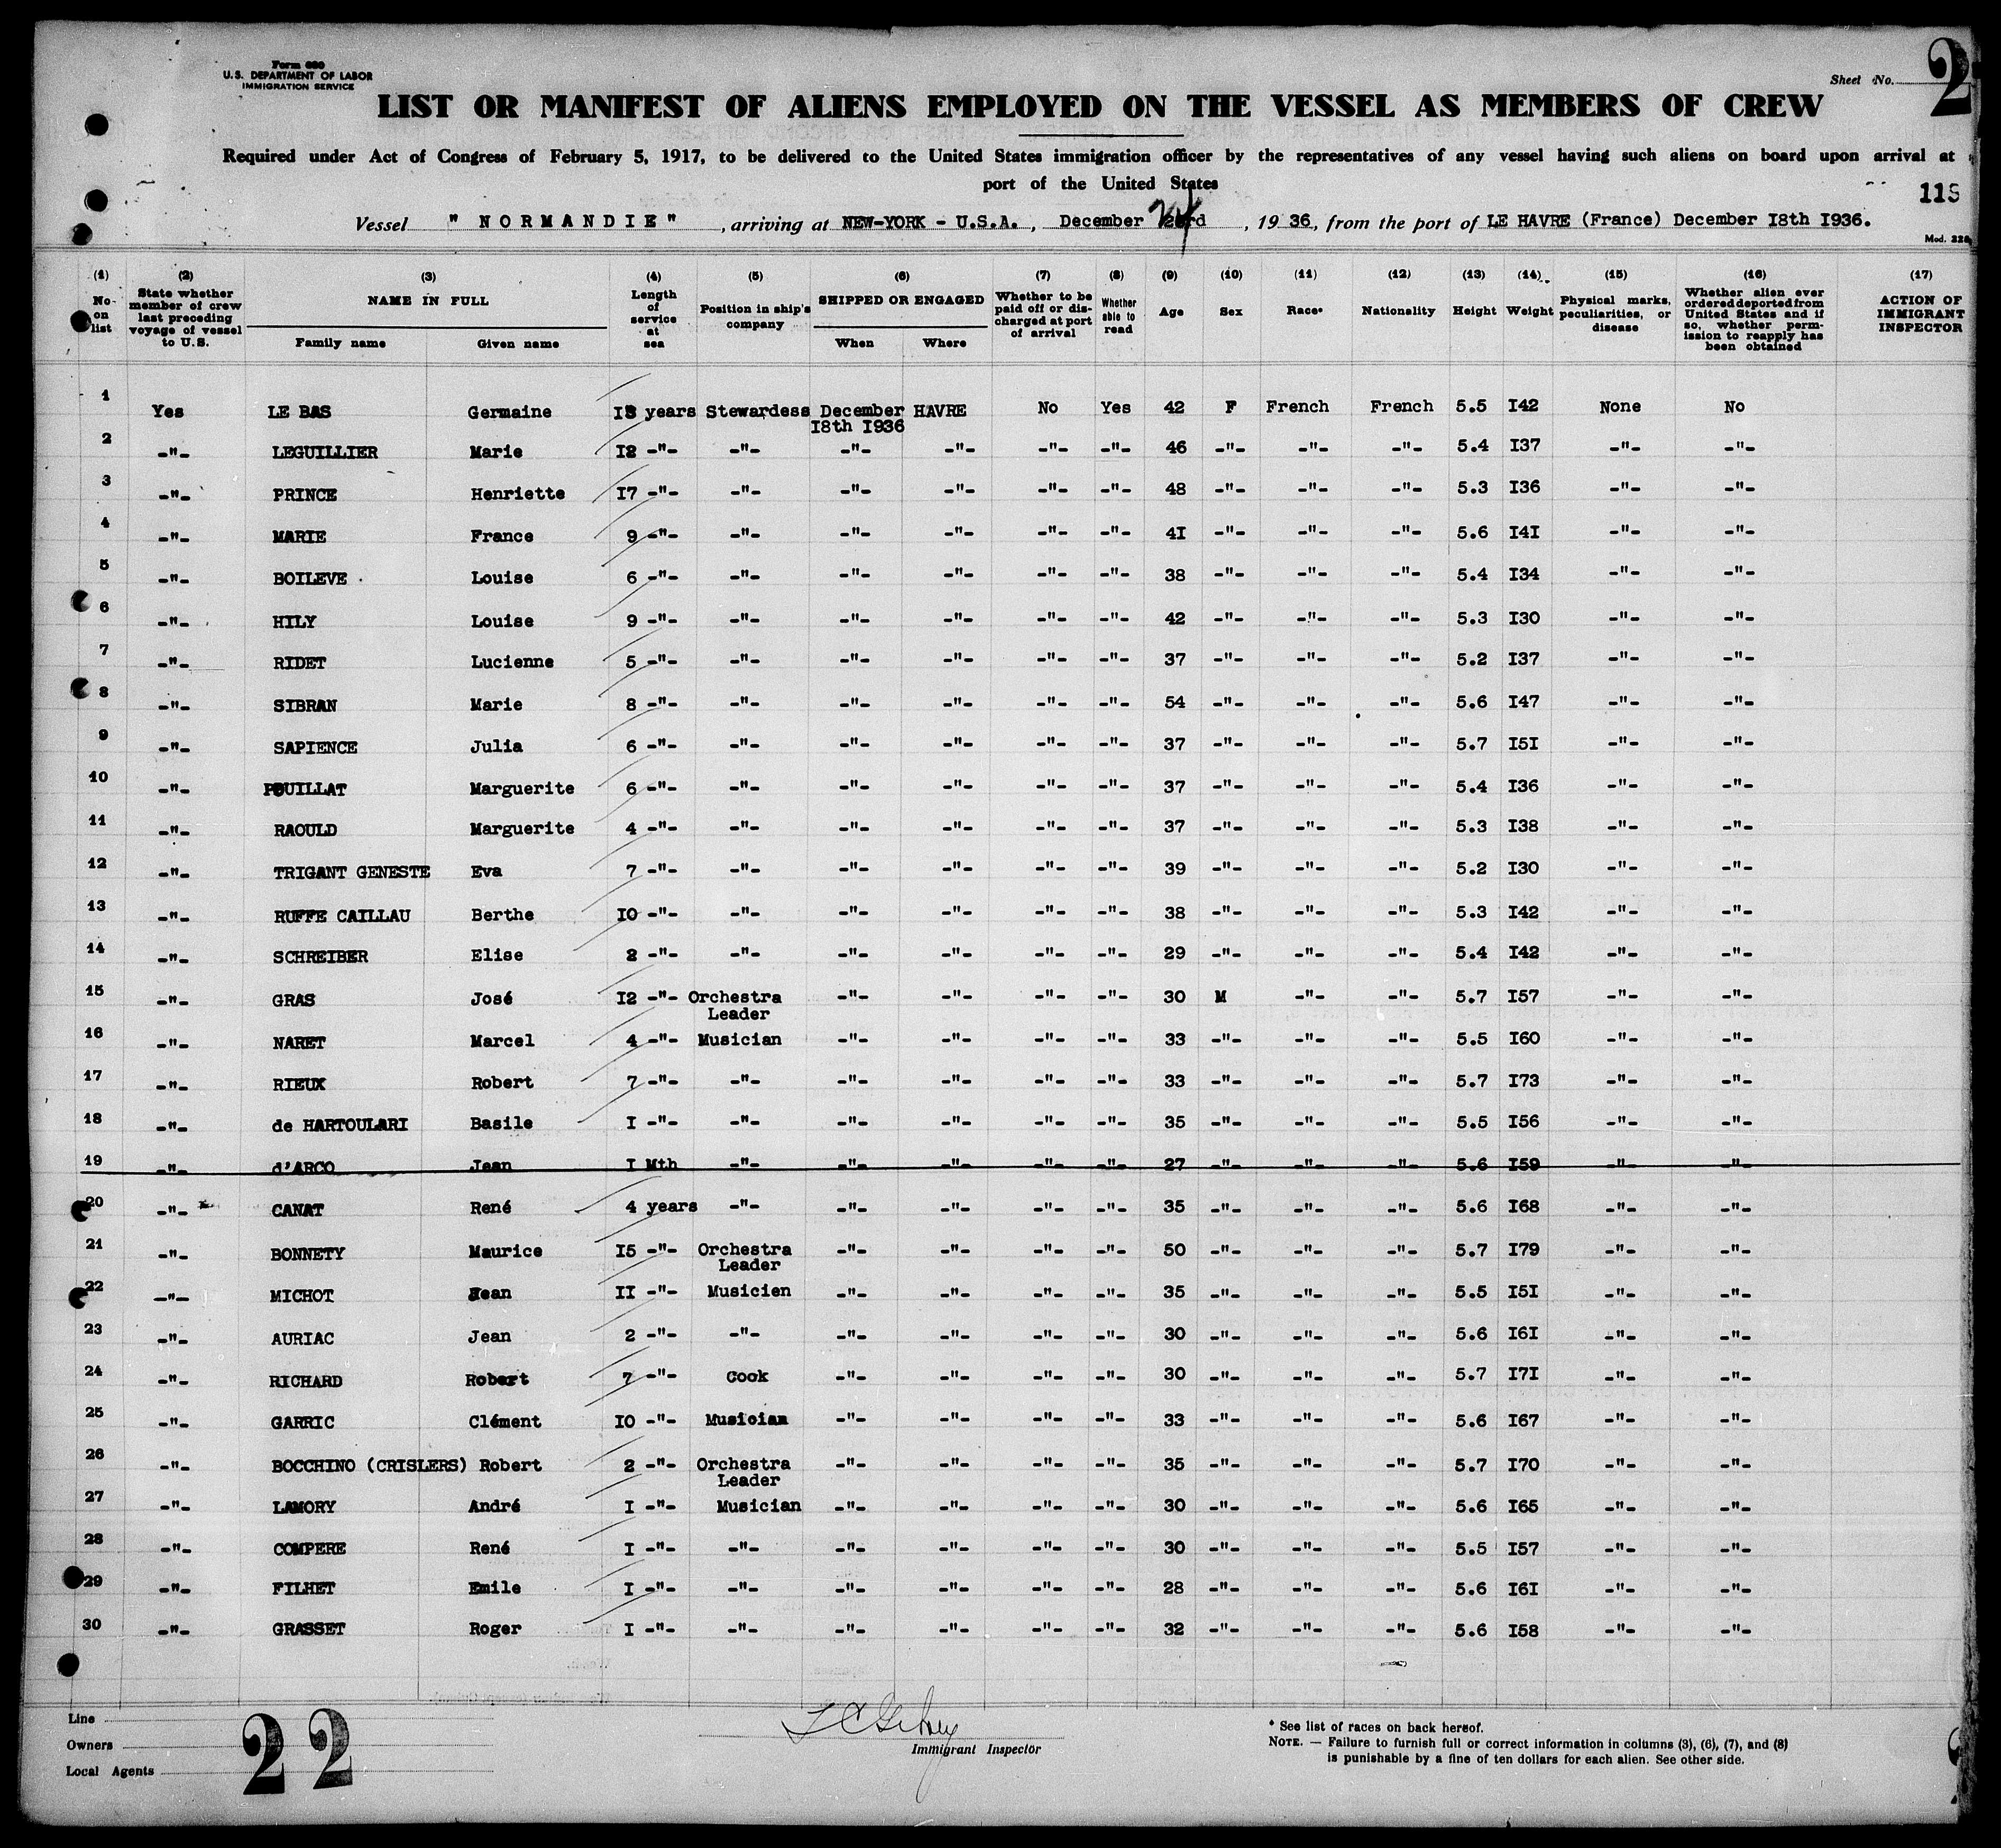 Form 680
U.S. DEPARTMENT OF LABOR
IMMIGRATION SERVICE
Sheet No. 2
LIST OR MANIFEST OF ALIENS EMPLOYED ON THE VESSEL AS MEMBERS OF CREW
Required under Act of Congress of February 5, 1917, to be delivered to the United States immigration officer by the representatives of any vessel having such aliens on board upon arrival at
port of the United States
Vessel " NORMANDIE " , arriving at NEW-YORK - U.S.A. , December 24 23rd , 19 36 , from the port of LE HAVRE (France) December I8th I936.
(1) (2) (3) (4) (5) (6) (7) (8) (9) (10) (11) (12) (13) (14) (15) (16) (17)
No on list
State whether member of crew last preceding voyage of vessel to U.S.
NAME IN FULL
Family name Given name
Length of service at sea
Position in ship's company
SHIPPED OR ENGAGED
When Where
Whether to be paid off or discharged at port of arrival
Whether able to read
Age Sex Race* Nationality Height Weight
Physical marks, peculiarities, or disease
Whether alien ever ordered deported from United States and if so, whether permission to reapply has been obtained
ACTION OF IMMIGRANT INSPECTOR
1 Yes LE BAS Germaine years Stewardess December I8th I936 HAVRE No Yes 42 F French French 5.5 I42 None No
2 -"- LEGUILLIER Marie I2 -"- -"- -"- -"- -"- -"- 46 -"- -"- -"- 5.4 I37 -"- -"-
3 -"- PRINCE Henriette I7 -"- -"- -"- -"- -"- -"- 48 -"- -"- -"- 5.3 I36 -"- -"-
4 -"- MARIE France 9 -"- -"- -"- -"- -"- -"- 4I -"- -"- -"- 5.6 I4I -"- -"-
5 -"- BOILEVE Louise 6 -"- -"- -"- -"- -"- -"- 38 -"- -"- -"- 5.4 I34 -"- -"-
6 -"- HILY Louise 9 -"- -"- -"- -"- -"- -"- 42 -"- -"- -"- 5.3 I30 -"- -"-
7 -"- RIDET Lucienne 5 -"- -"- -"- -"- -"- -"- 37 -"- -"- -"- 5.2 I37 -"- -"-
8 -"- SIBRAN Marie 8 -"- -"- -"- -"- -"- -"- 54 -"- -"- -"- 5.6 I47 -"- -"-
9 -"- SAPIENCE Julia 6 -"- -"- -"- -"- -"- -"- 37 -"- -"- -"- 5.7 I5I -"- -"-
10 -"- POUILLAT Marguerite 6 -"- -"- -"- -"- -"- -"- 37 -"- -"- -"- 5.4 I36 -"- -"-
11 -"- RAOULD Marguerite 4 -"- -"- -"- -"- -"- -"- 37 -"- -"- -"- 5.3 I38 -"- -"-
12 -"- TRIGANT GENESTE Eva 7 -"- -"- -"- -"- -"- -"- 39 -"- -"- -"- 5.2 I30 -"- -"-
13 -"- RUFFE CAILLAU Berthe IO -"- -"- -"- -"- -"- -"- 38 -"- -"- -"- 5.3 I42 -"- -"-
14 -"- SCHREIBER Elise 2 -"- -"- -"- -"- -"- -"- 29 -"- -"- -"- 5.4 I42 -"- -"-
15 -"- GRAS José I2 -"- Orchestra Leader -"- -"- -"- -"- 30 M -"- -"- 5.7 I57 -"- -"-
16 -"- NARET Marcel 4 -"- Musician -"- -"- -"- -"- 33 -"- -"- -"- 5.5 I60 -"- -"-
17 -"- RIEUX Robert 7 -"- -"- -"- -"- -"- -"- 33 -"- -"- -"- 5.7 I73 -"- -"-
18 -"- de HARTOULARI Basile I -"- -"- -"- -"- -"- -"- 35 -"- -"- -"- 5.5 I56 -"- -"-
19 -"- d'ARCO Jean I Mth -"- -"- -"- -"- -"- 27 -"- -"- -"- 5.6 I59 -"- -"-
20 -"- CANAT René 4 years -"- -"- -"- -"- -"- 35 -"- -"- -"- 5.6 I68 -"- -"-
21 -"- BONNETY Maurice I5 -"- Orchestra Leader -"- -"- -"- -"- 50 -"- -"- -"- 5.7 I79 -"- -"-
22 -"- MICHOT Jean II -"- Musicien -"- -"- -"- -"- 35 -"- -"- -"- 5.5 I5I -"- -"-
23 -"- AURIAC Jean 2 -"- -"- -"- -"- -"- -"- 30 -"- -"- -"- 5.6 I6I -"- -"-
24 -"- RICHARD Robert 7 -"- Cook -"- -"- -"- -"- 30 -"- -"- -"- 5.7 I7I -"- -"-
25 -"- GARRIC Clément IO -"- Musician -"- -"- -"- -"- 33 -"- -"- -"- 5.6 I67 -"- -"-
26 -"- BOCCHINO (CRISLERS) Robert 2 -"- Orchestra Leader -"- -"- -"- -"- 35 -"- -"- -"- 5.7 I70 -"- -"-
27 -"- LAMORY André I -"- Musician -"- -"- -"- -"- 30 -"- -"- -"- 5.6 I65 -"- -"-
28 -"- COMPERE René I -"- -"- -"- -"- -"- -"- 30 -"- -"- -"- 5.5 I57 -"- -"-
29 -"- FILHET Emile I -"- -"- -"- -"- -"- -"- 28 -"- -"- -"- 5.6 I6I -"- -"-
30 -"- GRASSET Roger I -"- -"- -"- -"- -"- -"- 32 -"- -"- -"- 5.6 I58 -"- -"-
Line
Owners
Local Agents
22
Immigrant Inspector
* See list of races on back hereof.
NOTE. — Failure to furnish full or correct information in columns (3), (6), (7), and (8)
is punishable by a fine of ten dollars for each alien. See other side.